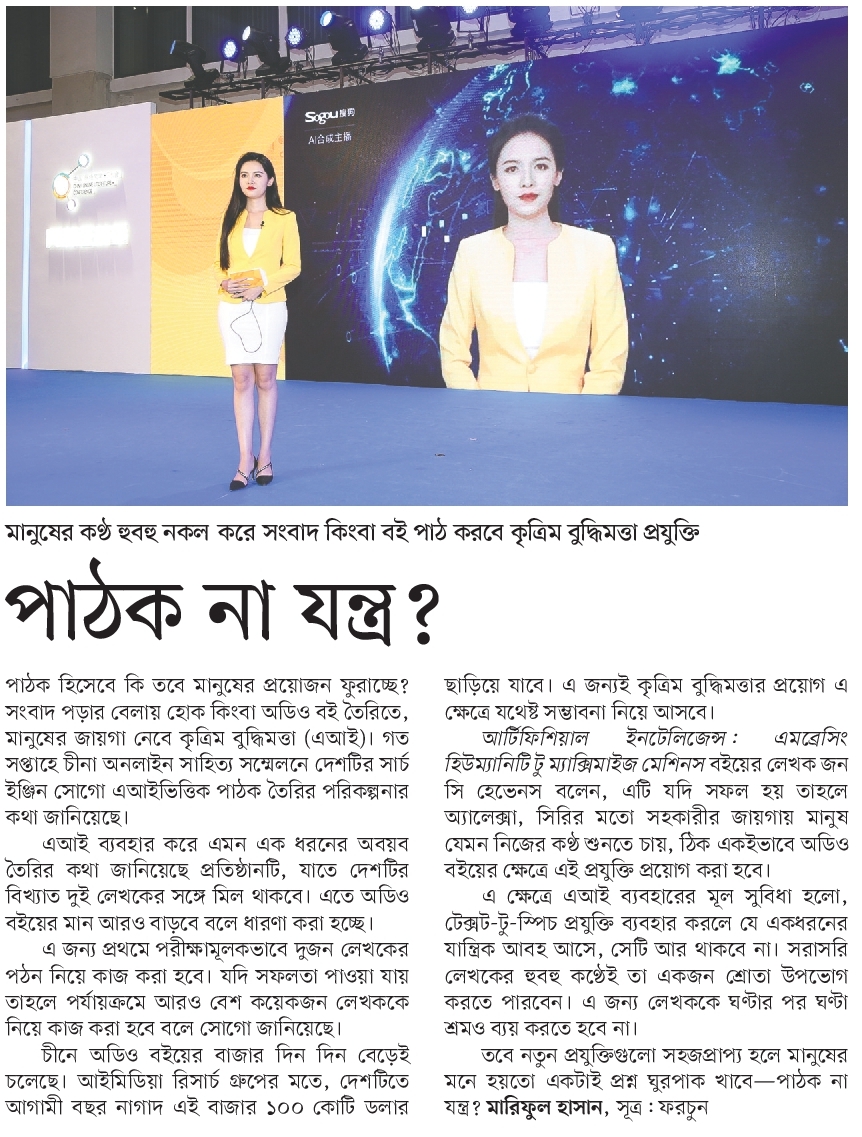 Sogou 搜狗
AI合成主播
মানুষের কণ্ঠ হুবহু নকল করে সংবাদ কিংবা বই পাঠ করবে কৃত্রিম বুদ্ধিমত্তা প্রযুক্তি
পাঠক না যন্ত্র?
পাঠক হিসেবে কি তবে মানুষের প্রয়োজন ফুরাচ্ছে?
সংবাদ পড়ার বেলায় হোক কিংবা অডিও বই তৈরিতে,
মানুষের জায়গা নেবে কৃত্রিম বুদ্ধিমত্তা (এআই)। গত
সপ্তাহে চীনা অনলাইন সাহিত্য সম্মেলনে দেশটির সার্চ
ইঞ্জিন সোগো এআইভিত্তিক পাঠক তৈরির পরিকল্পনার
কথা জানিয়েছে।
এআই ব্যবহার করে এমন এক ধরনের অবয়ব
তৈরির কথা জানিয়েছে প্রতিষ্ঠানটি, যাতে দেশটির
বিখ্যাত দুই লেখকের সঙ্গে মিল থাকবে। এতে অডিও
বইয়ের মান আরও বাড়বে বলে ধারণা করা হচ্ছে।
এ জন্য প্রথমে পরীক্ষামূলকভাবে দুজন লেখকের
পঠন নিয়ে কাজ করা হবে। যদি সফলতা পাওয়া যায়
তাহলে পর্যায়ক্রমে আরও বেশ কয়েকজন লেখককে
নিয়ে কাজ করা হবে বলে সোগো জানিয়েছে।
চীনে অডিও বইয়ের বাজার দিন দিন বেড়েই
চলেছে। আইমিডিয়া রিসার্চ গ্রুপের মতে, দেশটিতে
আগামী বছর নাগাদ এই বাজার ১০০ কোটি ডলার
ছাড়িয়ে যাবে। এ জন্যই কৃত্রিম বুদ্ধিমত্তার প্রয়োগ এ
ক্ষেত্রে যথেষ্ট সম্ভাবনা নিয়ে আসবে।
আর্টিফিশিয়াল ইনটেলিজেন্স : এমব্রেসিং
হিউম্যানিটি টু ম্যাক্সিমাইজ মেশিনস বইয়ের লেখক জন
সি হেভেনস বলেন, এটি যদি সফল হয় তাহলে
অ্যালেক্সা, সিরির মতো সহকারীর জায়গায় মানুষ
যেমন নিজের কণ্ঠ শুনতে চায়, ঠিক একইভাবে অডিও
বইয়ের ক্ষেত্রে এই প্রযুক্তি প্রয়োগ করা হবে।
এ ক্ষেত্রে এআই ব্যবহারের মূল সুবিধা হলো,
টেক্সট-টু-স্পিচ প্রযুক্তি ব্যবহার করলে যে একধরনের
যান্ত্রিক আবহ আসে, সেটি আর থাকবে না। সরাসরি
লেখকের হুবহু কণ্ঠেই তা একজন শ্রোতা উপভোগ
করতে পারবেন। এ জন্য লেখককে ঘণ্টার পর ঘণ্টা
শ্রমও ব্যয় করতে হবে না।
তবে নতুন প্রযুক্তিগুলো সহজপ্রাপ্য হলে মানুষের
মনে হয়তো একটাই প্রশ্ন ঘুরপাক খাবে—পাঠক না
যন্ত্র? মারিফুল হাসান, সূত্র : ফরচুন